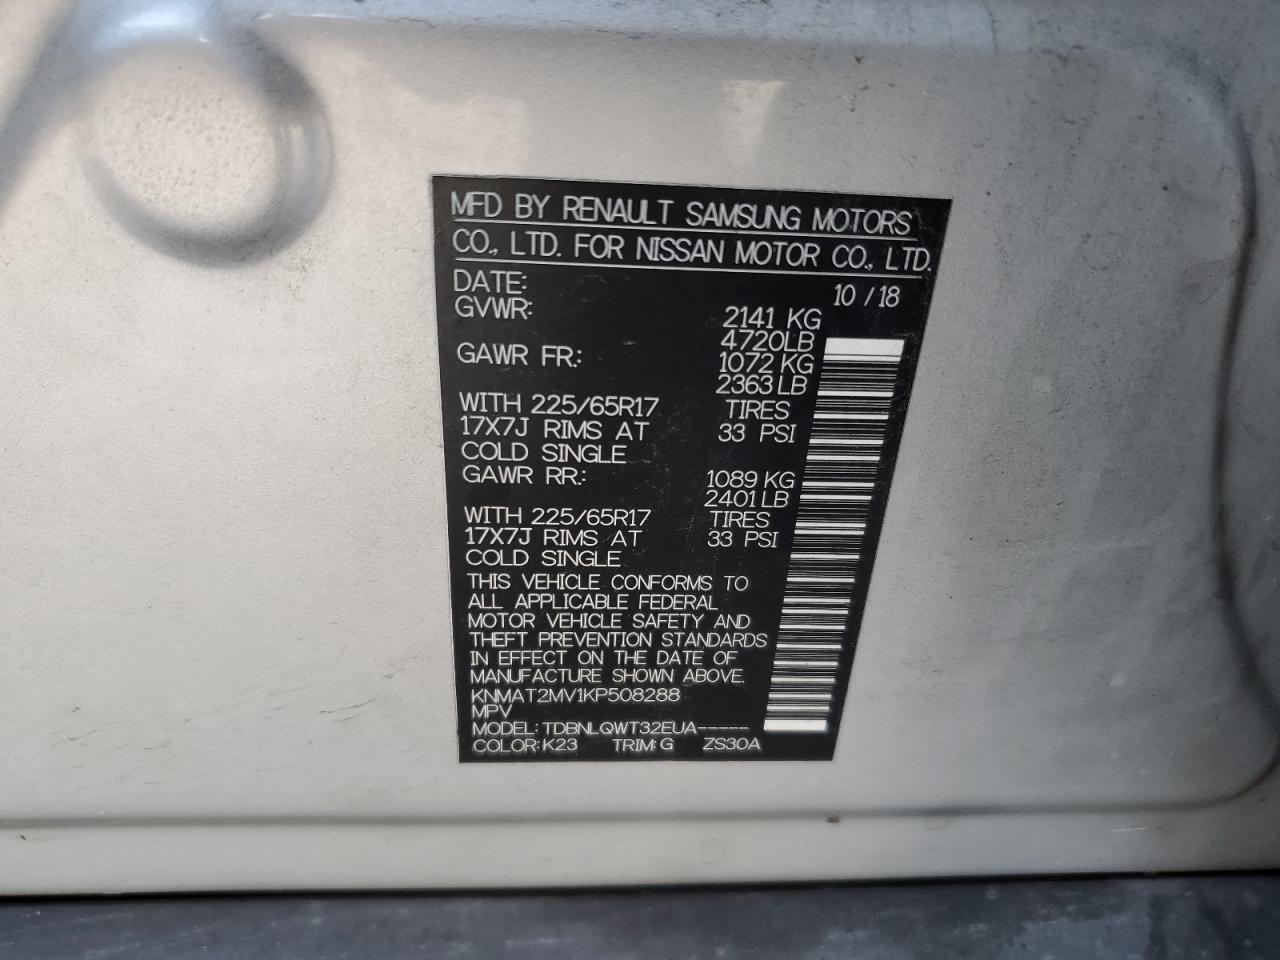 MFD BY RENAULT SAMSUNG MOTORS
CO., LTD. FOR NISSAN MOTOR CO., LTD.
DATE: 10 / 18
GVWR: 2141 KG
4720LB
GAWR FR.: 1072 KG
2363 LB
WITH 225/65R17 TIRES
17X7J RIMS AT 33 PSI
COLD SINGLE
GAWR RR.: 1089 KG
2401 LB
WITH 225/65R17 TIRES
17X7J RIMS AT 33 PSI
COLD SINGLE
THIS VEHICLE CONFORMS TO
ALL APPLICABLE FEDERAL
MOTOR VEHICLE SAFETY AND
THEFT PREVENTION STANDARDS
IN EFFECT ON THE DATE OF
MANUFACTURE SHOWN ABOVE.
KNMAT2MV1KP508288
MPV
MODEL: TDBNLQWT32EUA-----
COLOR: K23 TRIM: G ZS30A